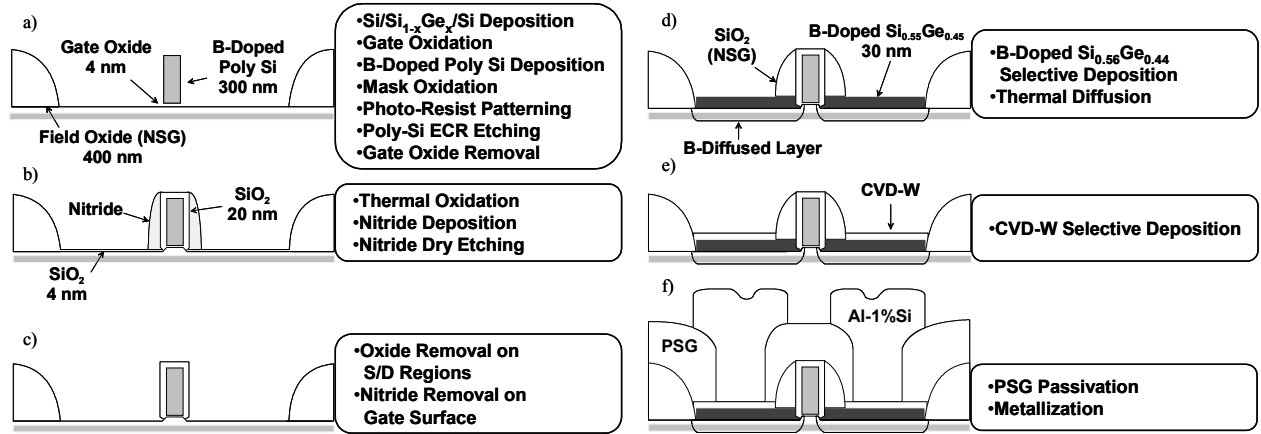 a)
Gate Oxide
4 nm
B-Doped
Poly Si
300 nm
Field Oxide (NSG)
400 nm
•Si/Si1-xGex/Si Deposition
•Gate Oxidation
•B-Doped Poly Si Deposition
•Mask Oxidation
•Photo-Resist Patterning
•Poly-Si ECR Etching
•Gate Oxide Removal
b)
Nitride
SiO2
20 nm
SiO2
4 nm
•Thermal Oxidation
•Nitride Deposition
•Nitride Dry Etching
c)
•Oxide Removal on
S/D Regions
•Nitride Removal on
Gate Surface
d)
SiO2
(NSG)
B-Doped Si0.55Ge0.45
30 nm
B-Diffused Layer
•B-Doped Si0.56Ge0.44
Selective Deposition
•Thermal Diffusion
e)
CVD-W
•CVD-W Selective Deposition
f)
PSG
Al-1%Si
•PSG Passivation
•Metallization